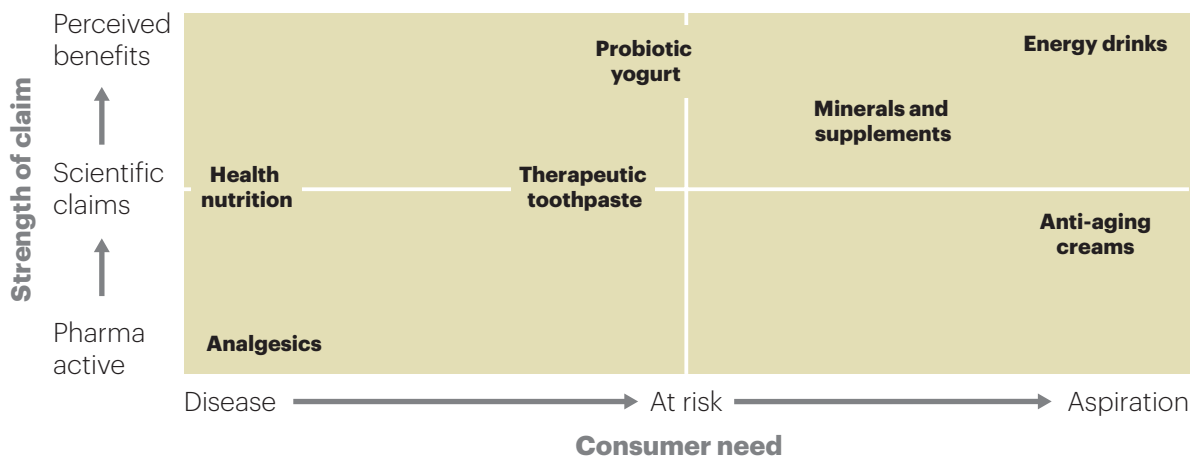 Strength of claim
Perceived
benefits
Scientific
claims
Pharma
active
Probiotic
yogurt
Energy drinks
Minerals and
supplements
Health
nutrition
Therapeutic
toothpaste
Anti-aging
creams
Analgesics
Disease
At risk
Aspiration
Consumer need